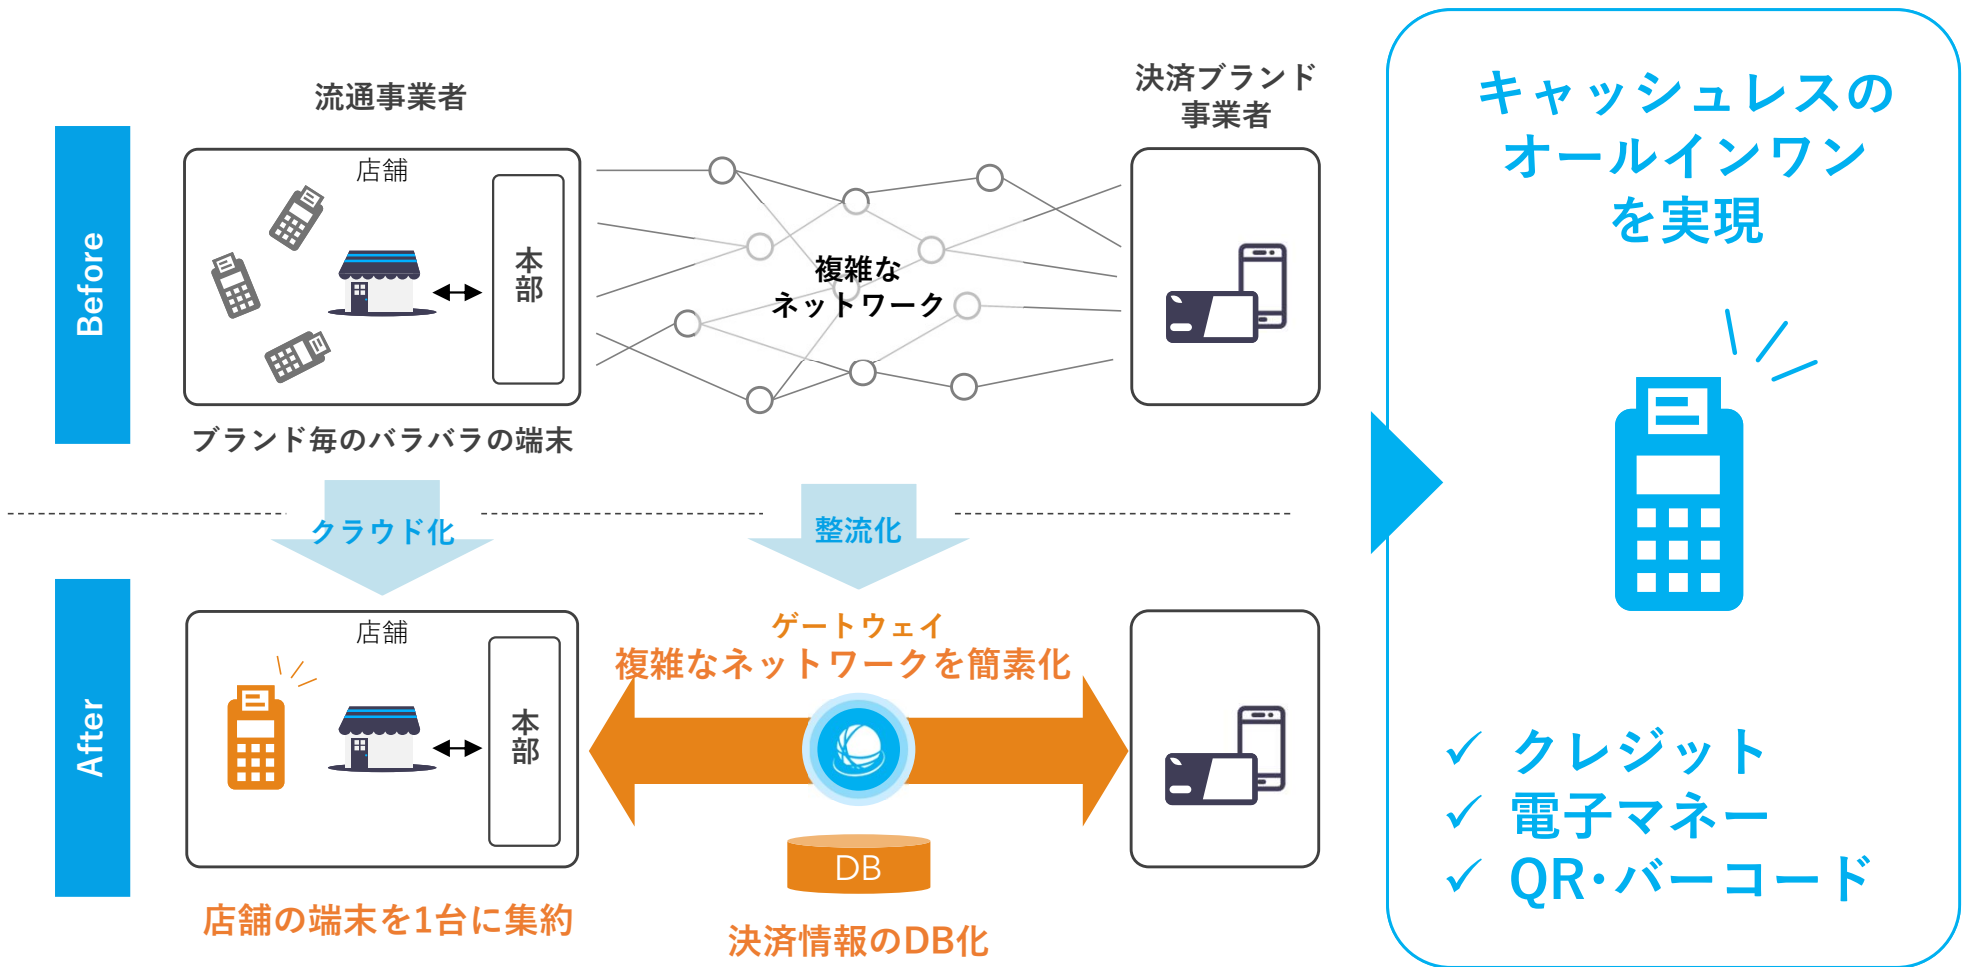 流通事業者
決済ブランド
事業者
Before
店舗
本部
複雑な
ネットワーク
ブランド毎のバラバラの端末
クラウド化
整流化
After
店舗
本部
ゲートウェイ
複雑なネットワークを簡素化
DB
店舗の端末を1台に集約
決済情報のDB化
キャッシュレスの
オールインワン
を実現
✓ クレジット
✓ 電子マネー
✓ QR・バーコード